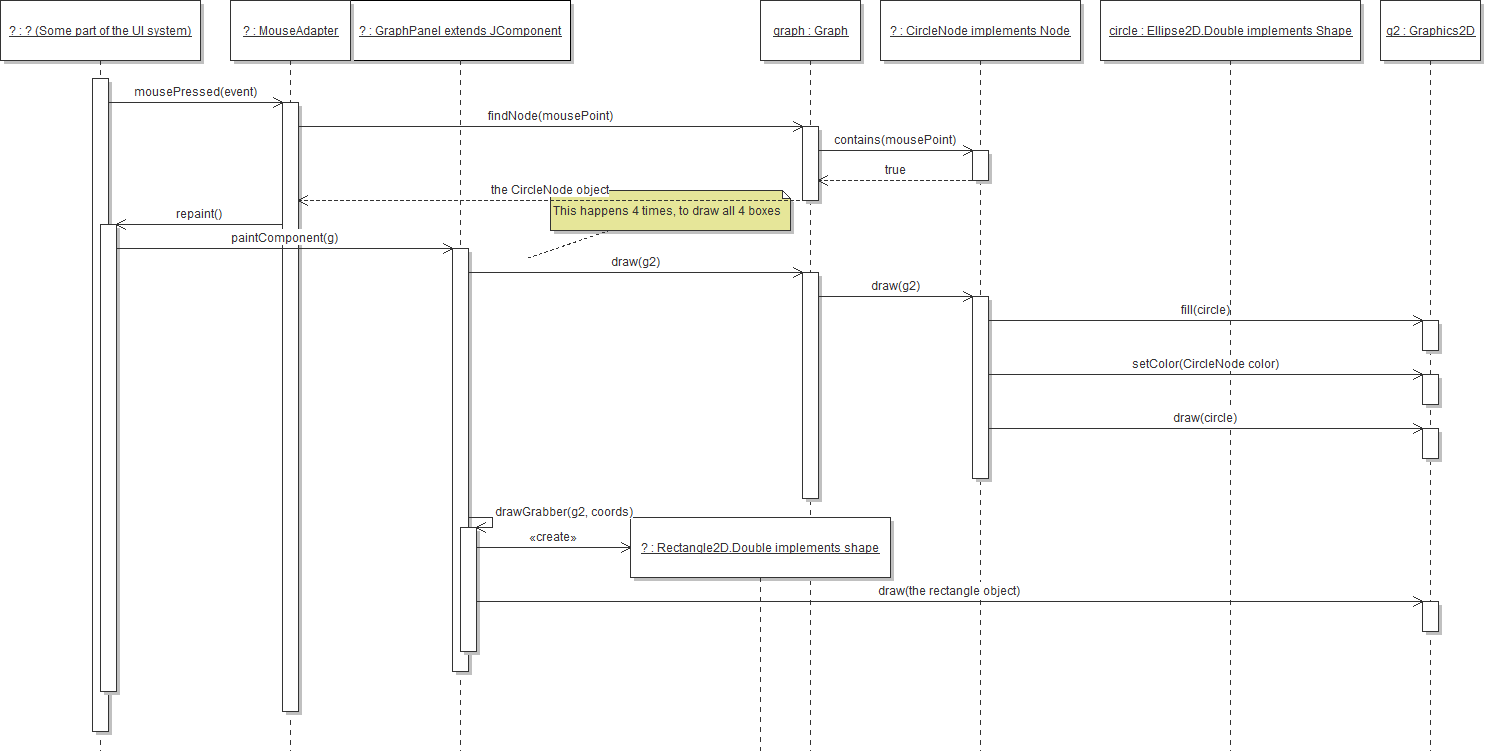 ? : ? (Some part of the UI system)
? : MouseAdapter
? : GraphPanel extends JComponent
graph : Graph
? : CircleNode implements Node
circle : Ellipse2D.Double implements Shape
g2 : Graphics2D
mousePressed(event)
findNode(mousePoint)
contains(mousePoint)
true
the CircleNode object
This happens 4 times, to draw all 4 boxes
repaint()
paintComponent(g)
draw(g2)
draw(g2)
fill(circle)
setColor(CircleNode color)
draw(circle)
drawGrabber(g2, coords)
«create»
? : Rectangle2D.Double implements shape
draw(the rectangle object)